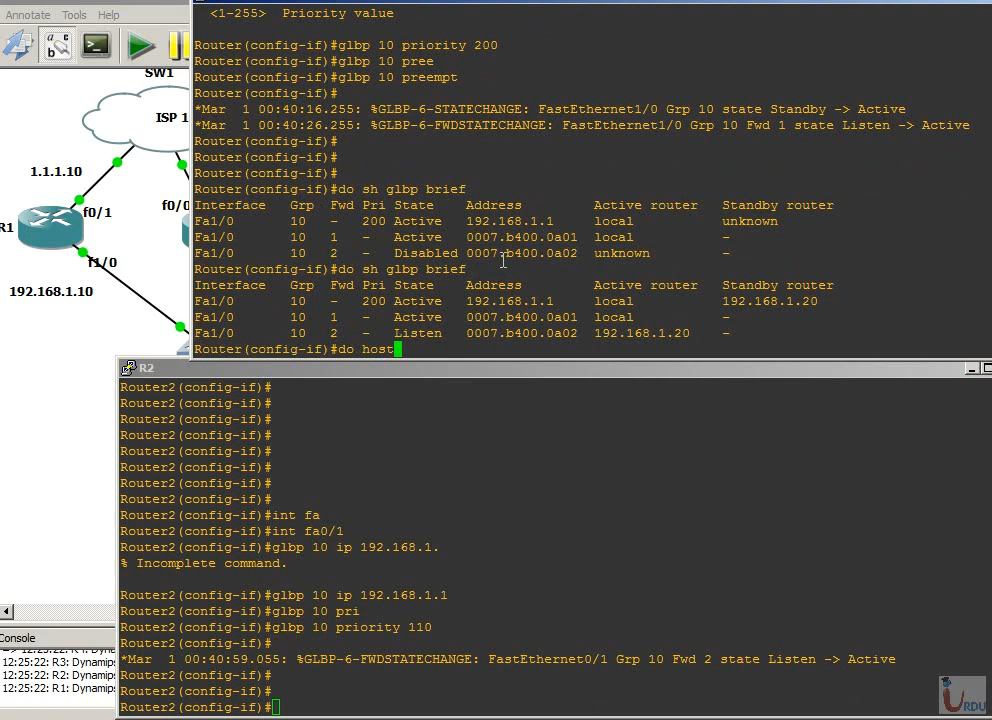 Annotate Tools Help
SW1
ISP 1
1.1.1.10
f0/1
f0/0
R1
f1/0
192.168.1.10
<1-255>  Priority value
Router(config-if)#glbp 10 priority 200
Router(config-if)#glbp 10 pree
Router(config-if)#glbp 10 preempt
Router(config-if)#
*Mar  1 00:40:16.255: %GLBP-6-STATECHANGE: FastEthernet1/0 Grp 10 state Standby -> Active
*Mar  1 00:40:26.255: %GLBP-6-FWDSTATECHANGE: FastEthernet1/0 Grp 10 Fwd 1 state Listen -> Active
Router(config-if)#
Router(config-if)#
Router(config-if)#
Router(config-if)#do sh glbp brief
Interface   Grp  Fwd Pri State    Address         Active router   Standby router
Fa1/0       10   -   200 Active   192.168.1.1     local           unknown
Fa1/0       10   1   -   Active   0007.b400.0a01  local           -
Fa1/0       10   2   -   Disabled 0007.b400.0a02  unknown         -
Router(config-if)#do sh glbp brief
Interface   Grp  Fwd Pri State    Address         Active router   Standby router
Fa1/0       10   -   200 Active   192.168.1.1     local           192.168.1.20
Fa1/0       10   1   -   Active   0007.b400.0a01  local           -
Fa1/0       10   2   -   Listen   0007.b400.0a02  192.168.1.20    -
Router(config-if)#do host
R2
Router2(config-if)#
Router2(config-if)#
Router2(config-if)#
Router2(config-if)#
Router2(config-if)#
Router2(config-if)#
Router2(config-if)#
Router2(config-if)#
Router2(config-if)#int fa
Router2(config-if)#int fa0/1
Router2(config-if)#glbp 10 ip 192.168.1.
% Incomplete command.
Router2(config-if)#glbp 10 ip 192.168.1.1
Router2(config-if)#glbp 10 pri
Router2(config-if)#glbp 10 priority 110
Router2(config-if)#
*Mar  1 00:40:59.055: %GLBP-6-FWDSTATECHANGE: FastEthernet0/1 Grp 10 Fwd 2 state Listen -> Active
Router2(config-if)#
Router2(config-if)#
Router2(config-if)#
Console
12:25:22: R3: Dynamip
12:25:22: R2: Dynamip
12:25:22: R1: Dynamip
URDU